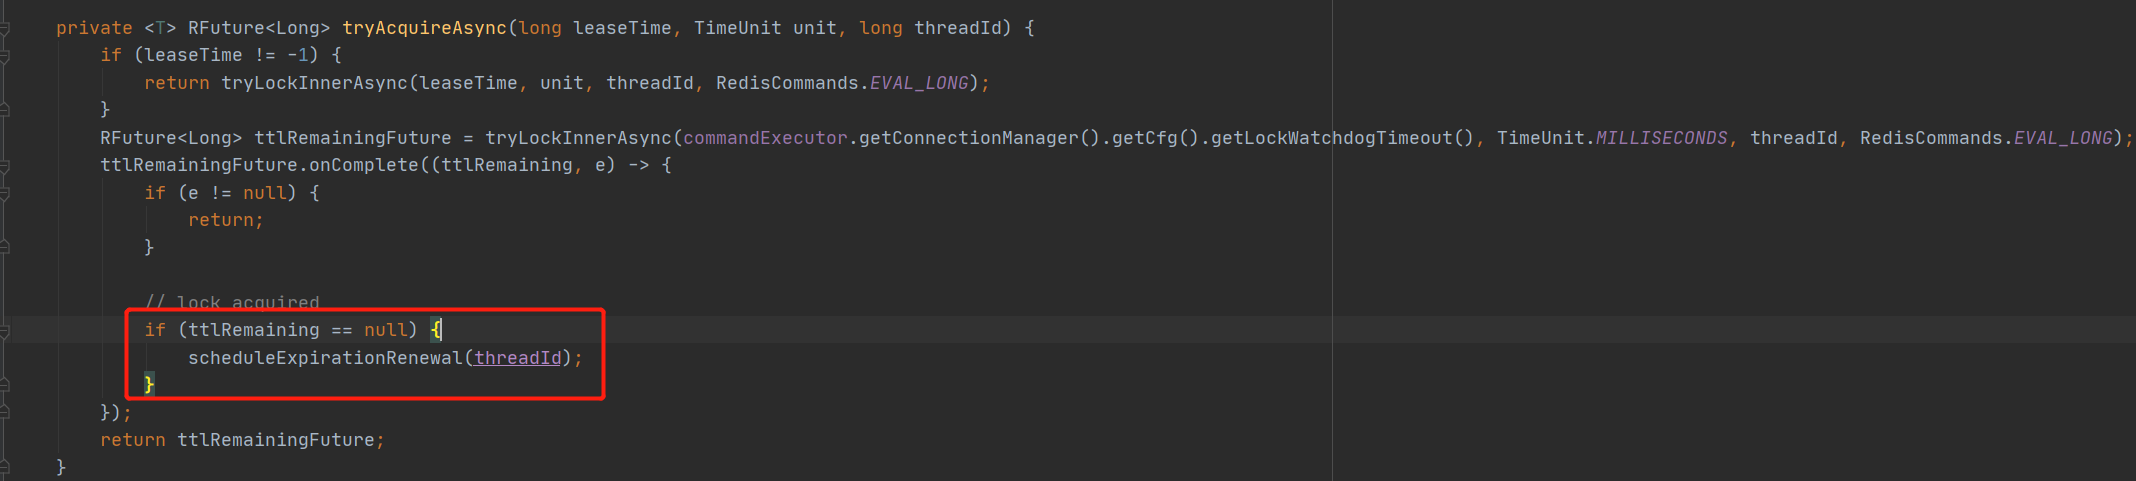 private <T> RFuture<Long> tryAcquireAsync(long leaseTime, TimeUnit unit, long threadId) {
if (leaseTime != -1) {
return tryLockInnerAsync(leaseTime, unit, threadId, RedisCommands.EVAL_LONG);
}
RFuture<Long> ttlRemainingFuture = tryLockInnerAsync(commandExecutor.getConnectionManager().getCfg().getLockWatchdogTimeout(), TimeUnit.MILLISECONDS, threadId, RedisCommands.EVAL_LONG);
ttlRemainingFuture.onComplete((ttlRemaining, e) -> {
if (e != null) {
return;
}
// lock acquired
if (ttlRemaining == null) {
scheduleExpirationRenewal(threadId);
}
});
return ttlRemainingFuture;
}